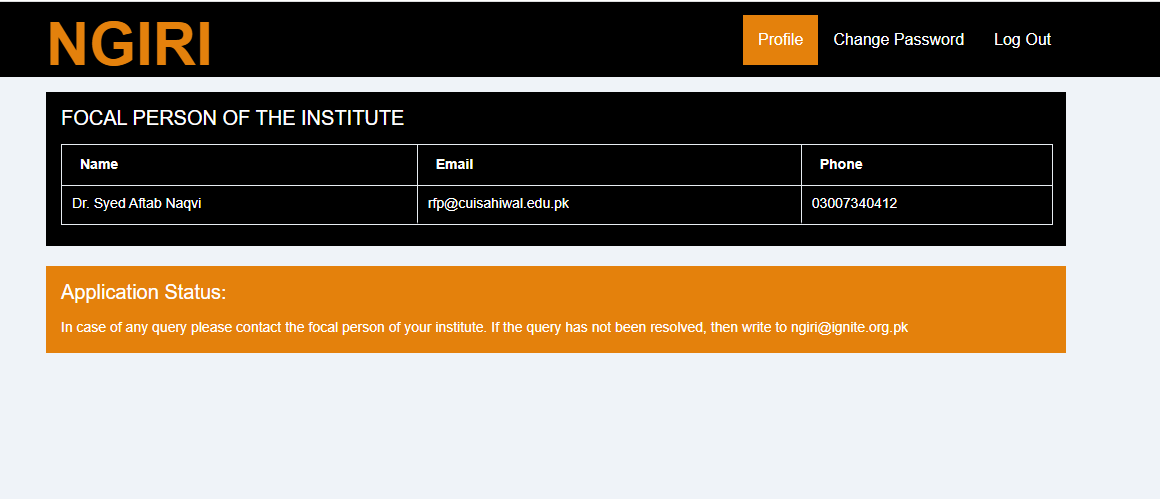 NGIRI
Profile Change Password Log Out
FOCAL PERSON OF THE INSTITUTE
Name Email Phone
Dr. Syed Aftab Naqvi rfp@cuisahiwal.edu.pk 03007340412
Application Status:
In case of any query please contact the focal person of your institute. If the query has not been resolved, then write to ngiri@ignite.org.pk